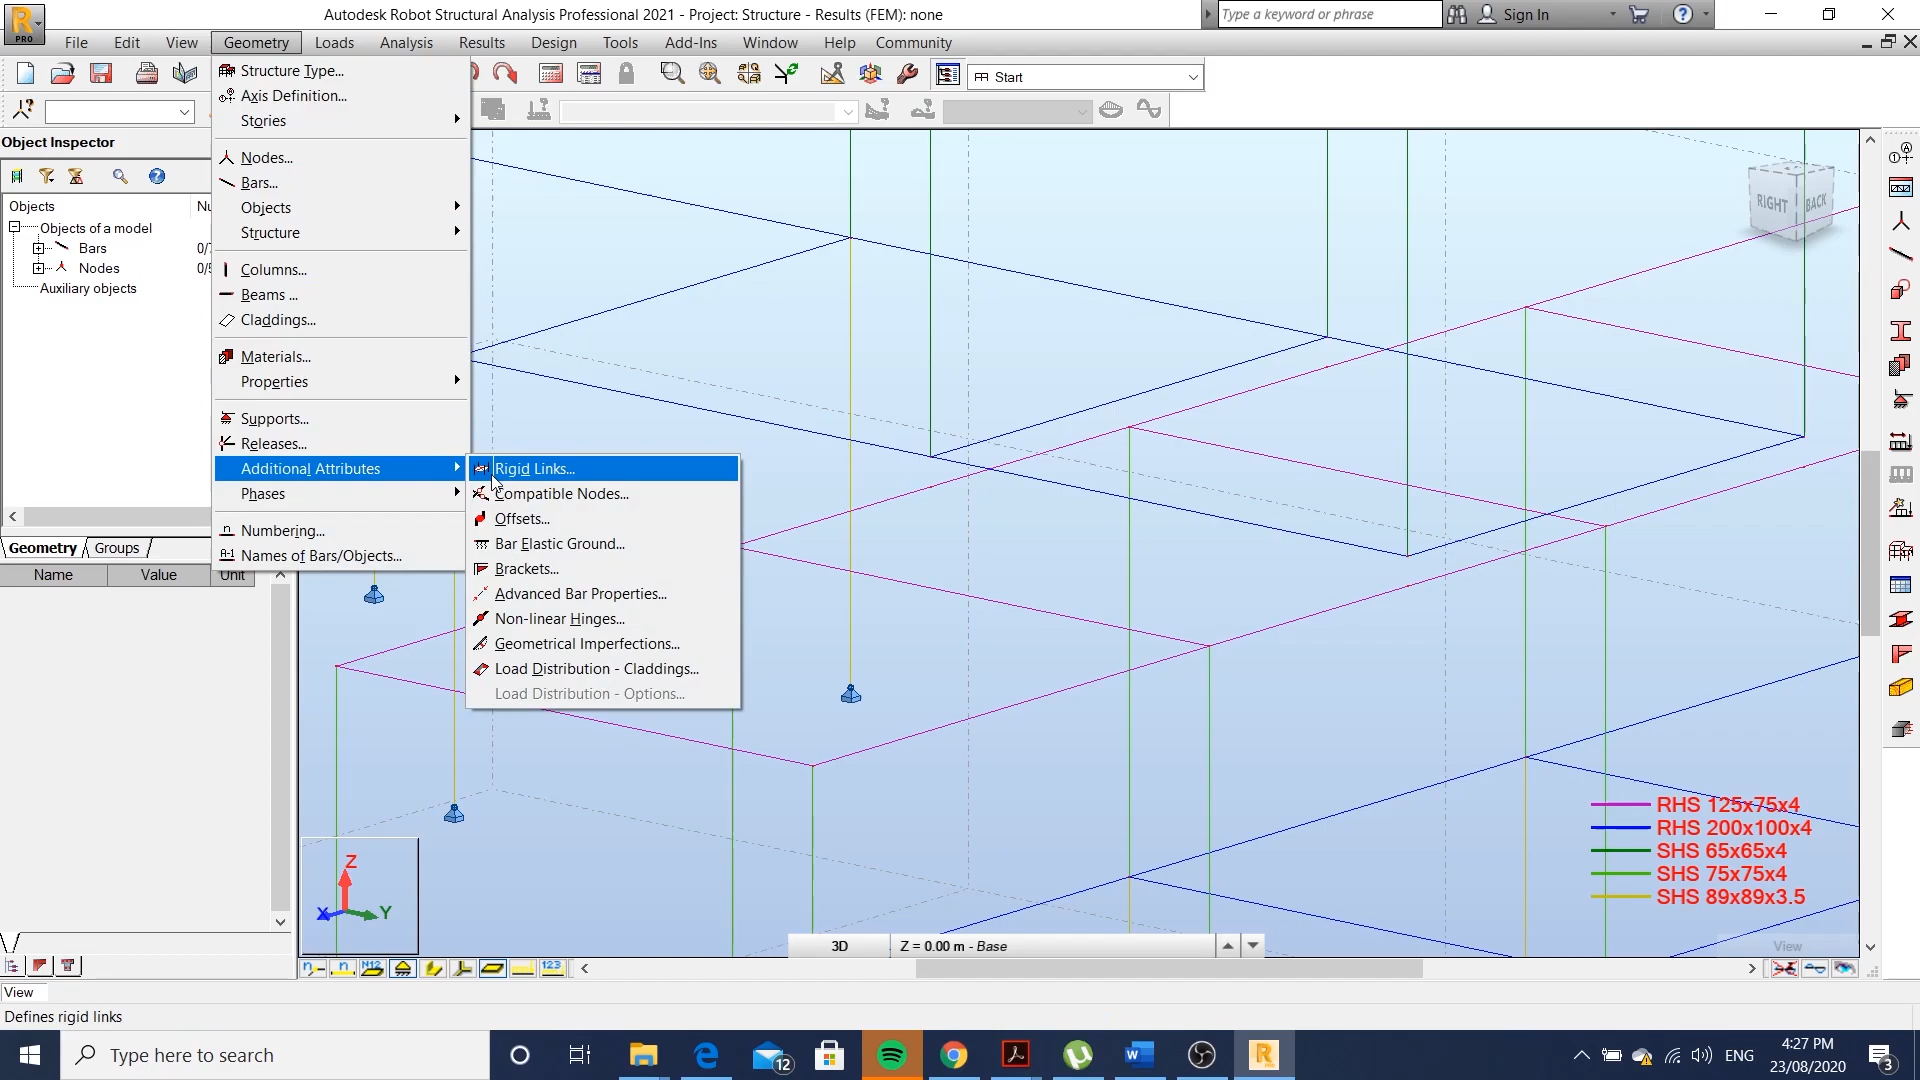 Autodesk Robot Structural Analysis Professional 2021 - Project: Structure - Results (FEM): none
Type a keyword or phrase
Sign In
PRO
File Edit View Geometry Loads Analysis Results Design Tools Add-Ins Window Help Community
Start
Object Inspector
Objects
Objects of a model
Bars 0/
Nodes 0/
Auxiliary objects
Geometry Groups
Name Value Unit
Structure Type...
Axis Definition...
Stories
Nodes...
Bars...
Objects
Structure
Columns...
Beams ...
Claddings...
Materials...
Properties
Supports...
Releases...
Additional Attributes
Phases
Numbering...
Names of Bars/Objects...
Rigid Links...
Compatible Nodes...
Offsets...
Bar Elastic Ground...
Brackets...
Advanced Bar Properties...
Non-linear Hinges...
Geometrical Imperfections...
Load Distribution - Claddings...
Load Distribution - Options...
RIGHT BACK
RHS 125x75x4
RHS 200x100x4
SHS 65x65x4
SHS 75x75x4
SHS 89x89x3.5
Z
X Y
3D Z = 0.00 m - Base
View
View
Defines rigid links
Type here to search
12
ENG
4:27 PM
23/08/2020
3